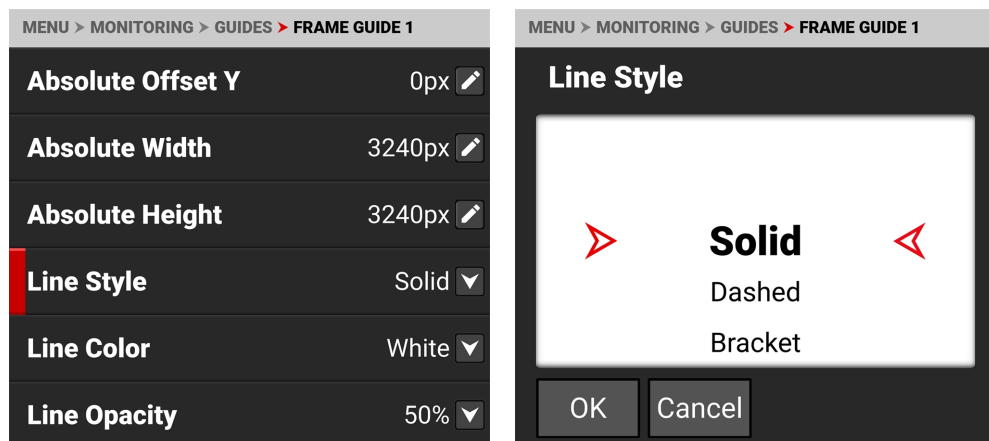 MENU > MONITORING > GUIDES > FRAME GUIDE 1
Absolute Offset Y 0px
Absolute Width 3240px
Absolute Height 3240px
Line Style Solid
Line Color White
Line Opacity 50%
MENU > MONITORING > GUIDES > FRAME GUIDE 1
Line Style
Solid
Dashed
Bracket
OK Cancel